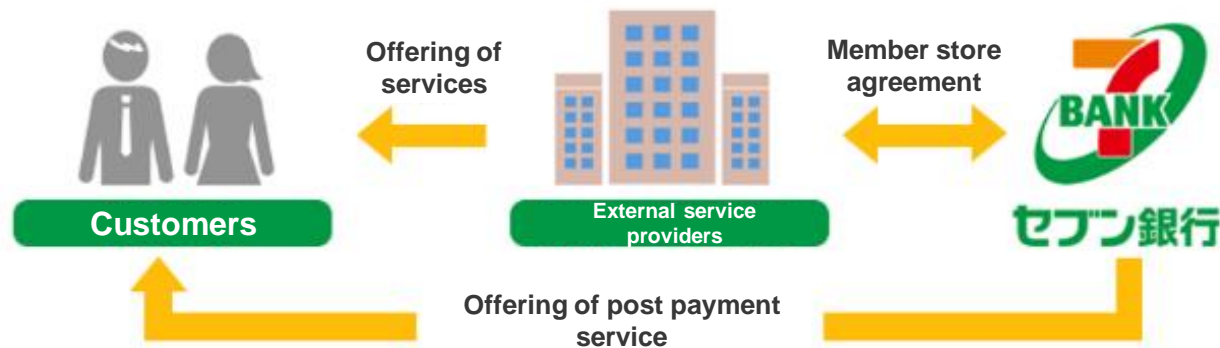 Offering of
services
Member store
agreement
7
BANK
Customers
External service
providers
セブン銀行
Offering of post payment
service